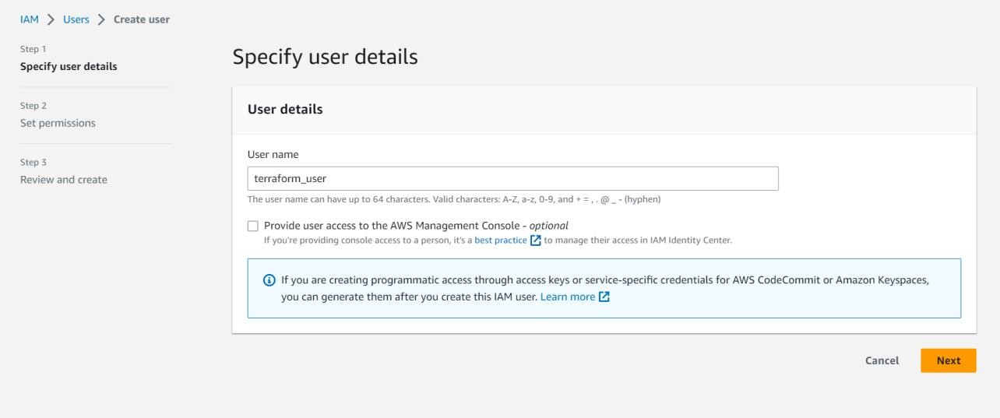 IAM > Users > Create user
Step 1
Specify user details
Step 2
Set permissions
Step 3
Review and create
Specify user details
User details
User name
terraform_user
The user name can have up to 64 characters. Valid characters: A-Z, a-z, 0-9, and + = , . @ _ - (hyphen)
Provide user access to the AWS Management Console - optional
If you're providing console access to a person, it's a best practice to manage their access in IAM Identity Center.
If you are creating programmatic access through access keys or service-specific credentials for AWS CodeCommit or Amazon Keyspaces,
you can generate them after you create this IAM user. Learn more
Cancel Next